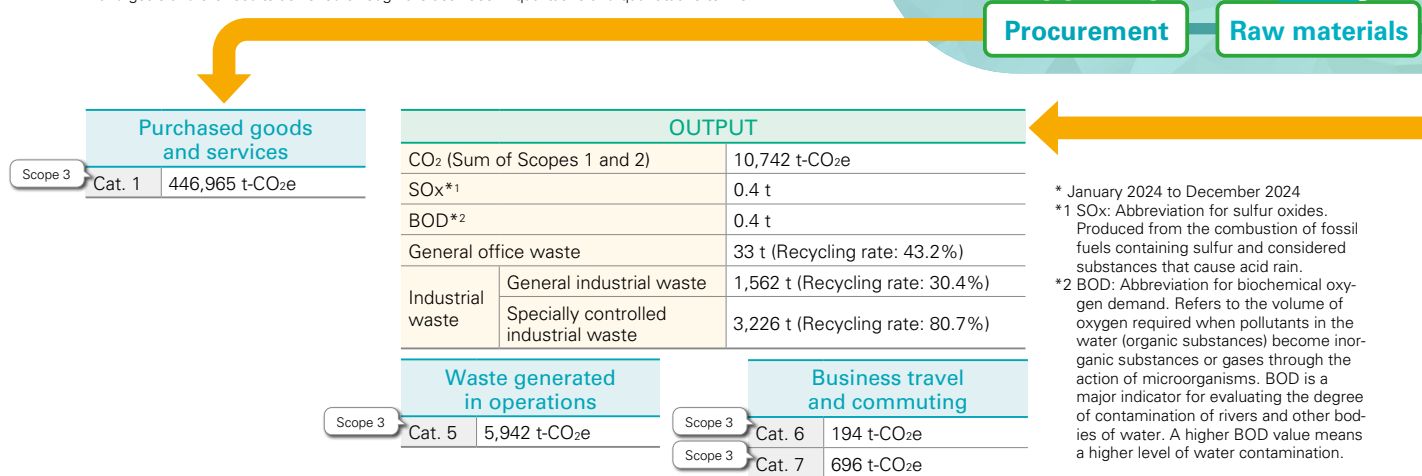 Procurement
Raw materials
Purchased goods
and services
Scope 3
Cat. 1 446,965 t-CO₂e
OUTPUT
CO₂ (Sum of Scopes 1 and 2) 10,742 t-CO₂e
SOx*1 0.4 t
BOD*2 0.4 t
General office waste 33 t (Recycling rate: 43.2%)
Industrial
waste
General industrial waste 1,562 t (Recycling rate: 30.4%)
Specially controlled
industrial waste
3,226 t (Recycling rate: 80.7%)
Waste generated
in operations
Scope 3
Cat. 5 5,942 t-CO₂e
Business travel
and commuting
Scope 3
Cat. 6 194 t-CO₂e
Scope 3
Cat. 7 696 t-CO₂e
* January 2024 to December 2024
*1 SOx: Abbreviation for sulfur oxides.
Produced from the combustion of fossil
fuels containing sulfur and considered
substances that cause acid rain.
*2 BOD: Abbreviation for biochemical oxy-
gen demand. Refers to the volume of
oxygen required when pollutants in the
water (organic substances) become inor-
ganic substances or gases through the
action of microorganisms. BOD is a
major indicator for evaluating the degree
of contamination of rivers and other bod-
ies of water. A higher BOD value means
a higher level of water contamination.